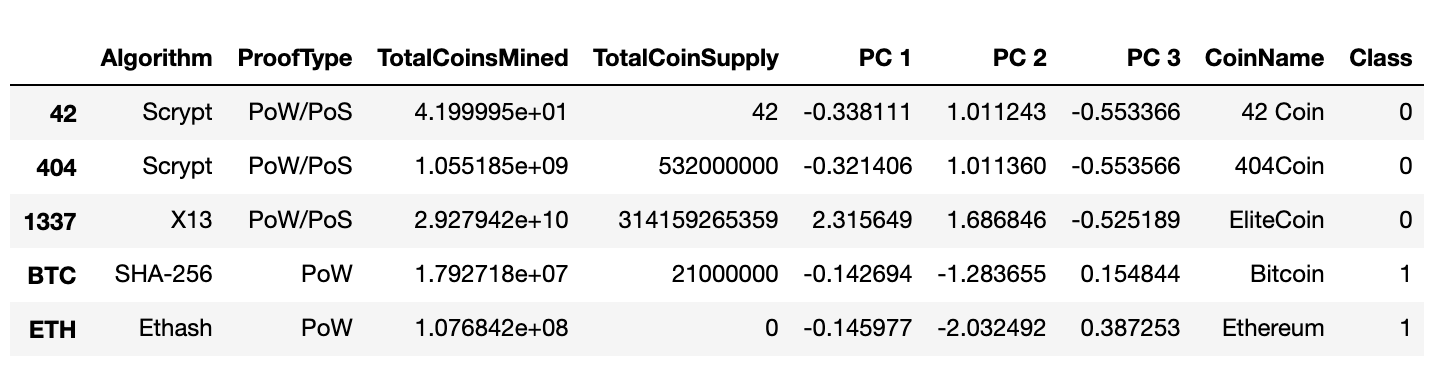 Algorithm ProofType TotalCoinsMined TotalCoinSupply PC 1 PC 2 PC 3 CoinName Class
42 Scrypt PoW/PoS 4.199995e+01 42 -0.338111 1.011243 -0.553366 42 Coin 0
404 Scrypt PoW/PoS 1.055185e+09 532000000 -0.321406 1.011360 -0.553566 404Coin 0
1337 X13 PoW/PoS 2.927942e+10 314159265359 2.315649 1.686846 -0.525189 EliteCoin 0
BTC SHA-256 PoW 1.792718e+07 21000000 -0.142694 -1.283655 0.154844 Bitcoin 1
ETH Ethash PoW 1.076842e+08 0 -0.145977 -2.032492 0.387253 Ethereum 1